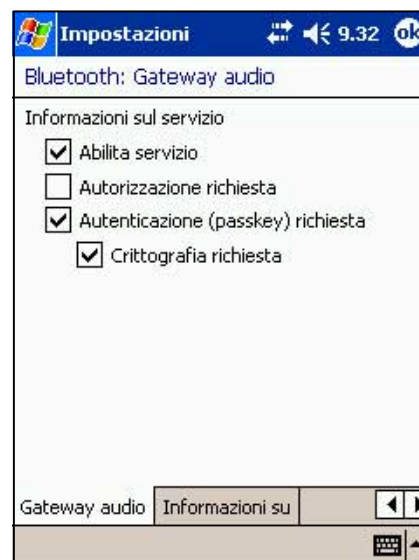 Impostazioni 9.32 ok
Bluetooth: Gateway audio
Informazioni sul servizio
Abilita servizio
Autorizzazione richiesta
Autenticazione (passkey) richiesta
Crittografia richiesta
Gateway audio Informazioni su